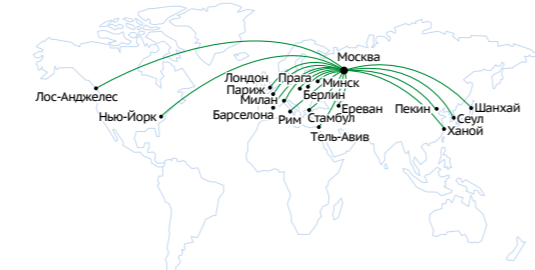 Москва
Лондон
Прага
Минск
Париж
Лос-Анджелес
Милан
Берлин
Ереван
Пекин
Шанхай
Нью-Йорк
Барселона
Рим
Стамбул
Сеул
Тель-Авив
Ханой